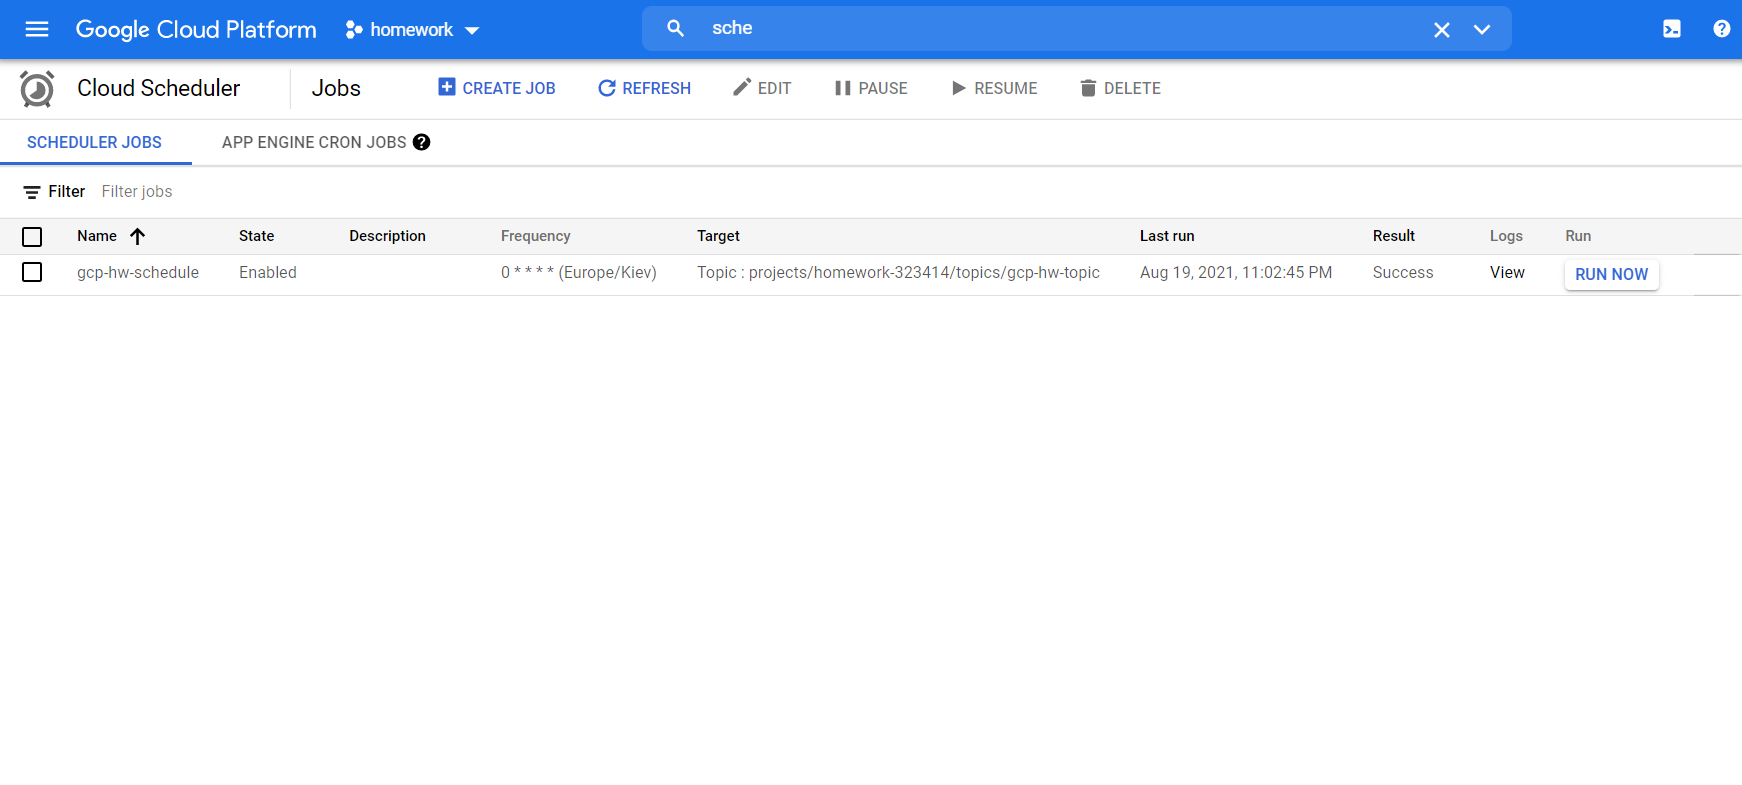 Google Cloud Platform homework sche
Cloud Scheduler Jobs CREATE JOB REFRESH EDIT PAUSE RESUME DELETE
SCHEDULER JOBS APP ENGINE CRON JOBS
Filter Filter jobs
Name State Description Frequency Target Last run Result Logs Run
gcp-hw-schedule Enabled 0 * * * * (Europe/Kiev) Topic : projects/homework-323414/topics/gcp-hw-topic Aug 19, 2021, 11:02:45 PM Success View RUN NOW